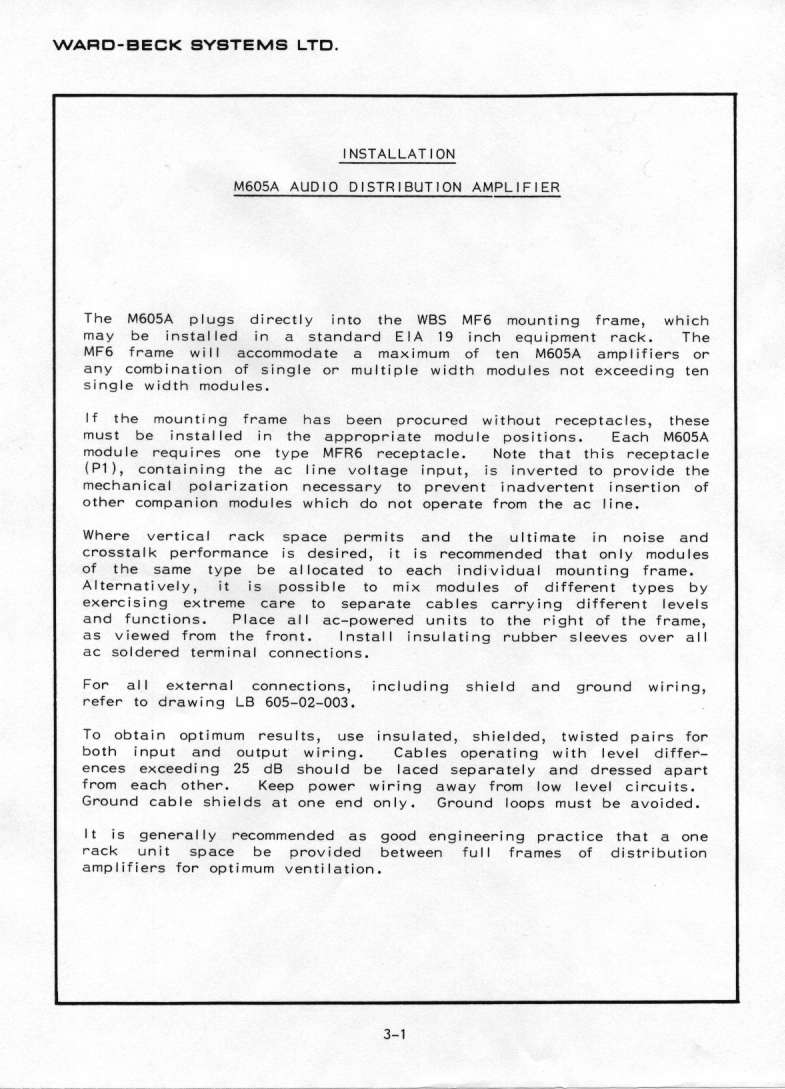 WARD-BECK SYSTEMS LTD.
INSTALLATION
M605A AUDIO DISTRIBUTION AMPLIFIER
The M605A plugs directly into the WBS MF6 mounting frame, which
may be installed in a standard EIA 19 inch equipment rack. The
MF6 frame will accommodate a maximum of ten M605A amplifiers or
any combination of single or multiple width modules not exceeding ten
single width modules.
If the mounting frame has been procured without receptacles, these
must be installed in the appropriate module positions. Each M605A
module requires one type MFR6 receptacle. Note that this receptacle
(P1), containing the ac line voltage input, is inverted to provide the
mechanical polarization necessary to prevent inadvertent insertion of
other companion modules which do not operate from the ac line.
Where vertical rack space permits and the ultimate in noise and
crosstalk performance is desired, it is recommended that only modules
of the same type be allocated to each individual mounting frame.
Alternatively, it is possible to mix modules of different types by
exercising extreme care to separate cables carrying different levels
and functions. Place all ac-powered units to the right of the frame,
as viewed from the front. Install insulating rubber sleeves over all
ac soldered terminal connections.
For all external connections, including shield and ground wiring,
refer to drawing LB 605-02-003.
To obtain optimum results, use insulated, shielded, twisted pairs for
both input and output wiring. Cables operating with level differ-
ences exceeding 25 dB should be laced separately and dressed apart
from each other. Keep power wiring away from low level circuits.
Ground cable shields at one end only. Ground loops must be avoided.
It is generally recommended as good engineering practice that a one
rack unit space be provided between full frames of distribution
amplifiers for optimum ventilation.
3-1